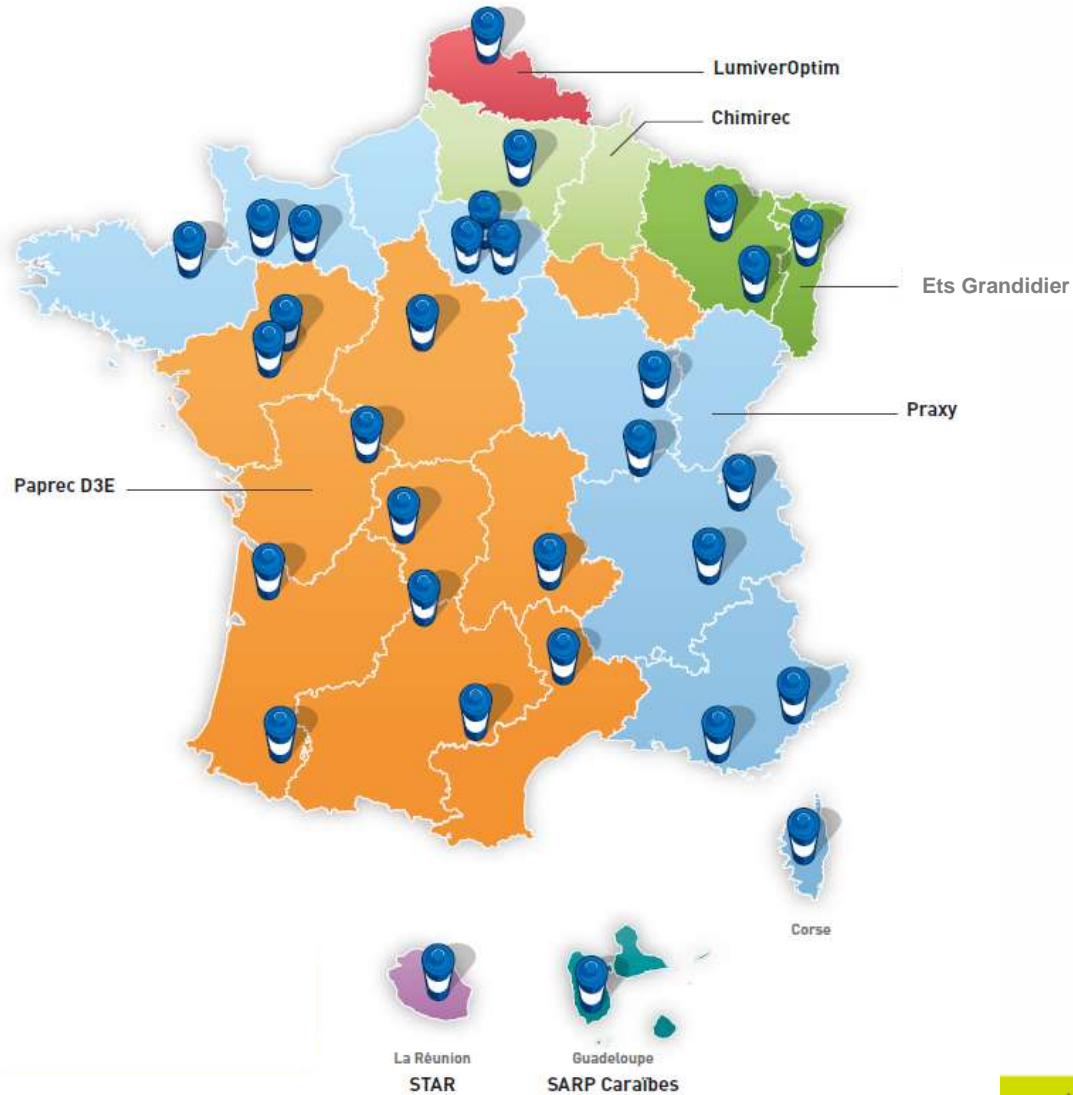 LumiverOptim
Chimirec
Ets Grandidier
Praxy
Paprec D3E
Corse
La Réunion
STAR
Guadeloupe
SARP Caraïbes